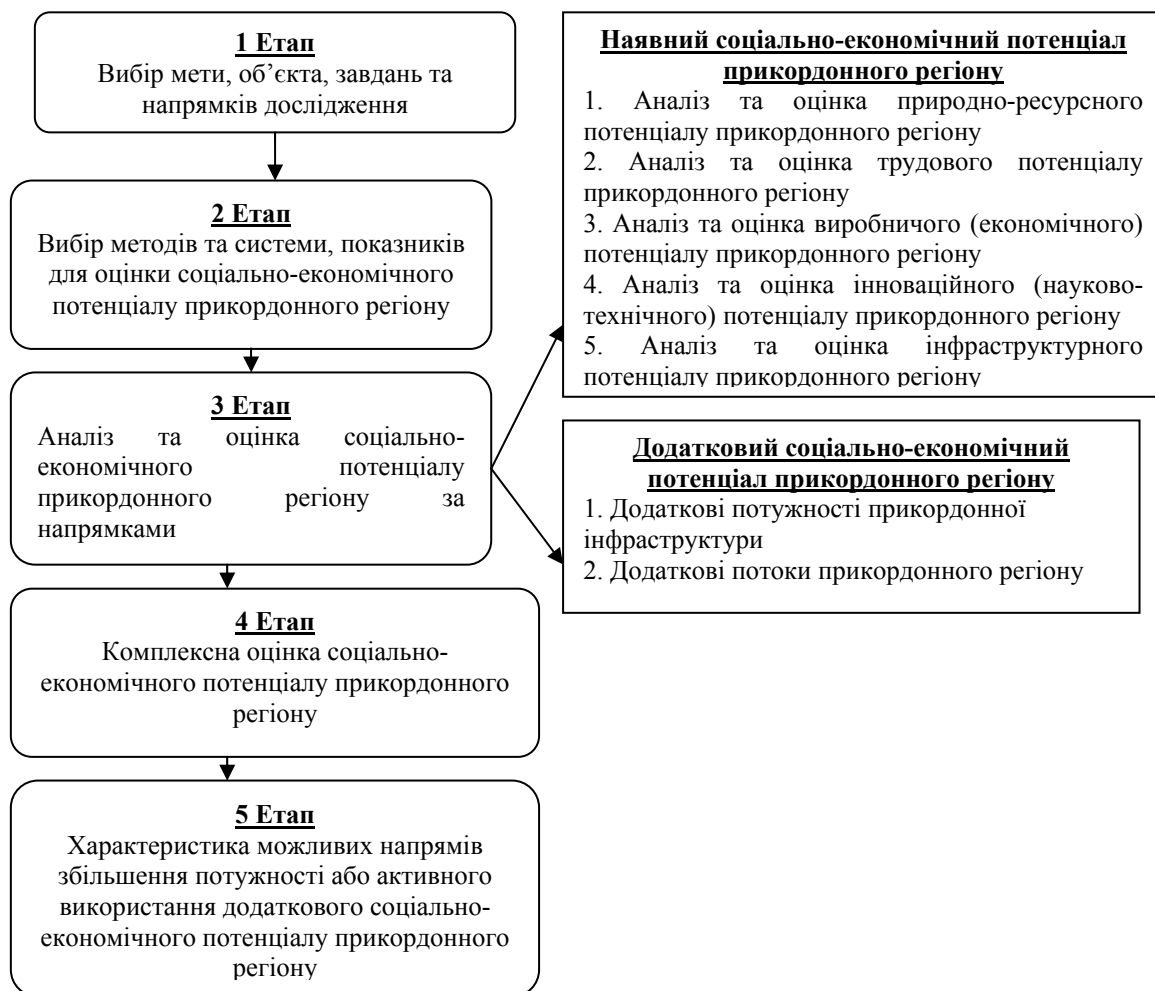 1 Етап
Вибір мети, об’єкта, завдань та
напрямків дослідження
2 Етап
Вибір методів та системи, показників
для оцінки соціально-економічного
потенціалу прикордонного регіону
3 Етап
Аналіз та оцінка соціально-
економічного потенціалу
прикордонного регіону за
напрямками
4 Етап
Комплексна оцінка соціально-
економічного потенціалу прикордонного
регіону
5 Етап
Характеристика можливих напрямів
збільшення потужності або активного
використання додаткового соціально-
економічного потенціалу прикордонного
регіону
Наявний соціально-економічний потенціал
прикордонного регіону
1. Аналіз та оцінка природно-ресурсного
потенціалу прикордонного регіону
2. Аналіз та оцінка трудового потенціалу
прикордонного регіону
3. Аналіз та оцінка виробничого (економічного)
потенціалу прикордонного регіону
4. Аналіз та оцінка інноваційного (науково-
технічного) потенціалу прикордонного регіону
5. Аналіз та оцінка інфраструктурного
потенціалу прикордонного регіону
Додатковий соціально-економічний
потенціал прикордонного регіону
1. Додаткові потужності прикордонної
інфраструктури
2. Додаткові потоки прикордонного регіону